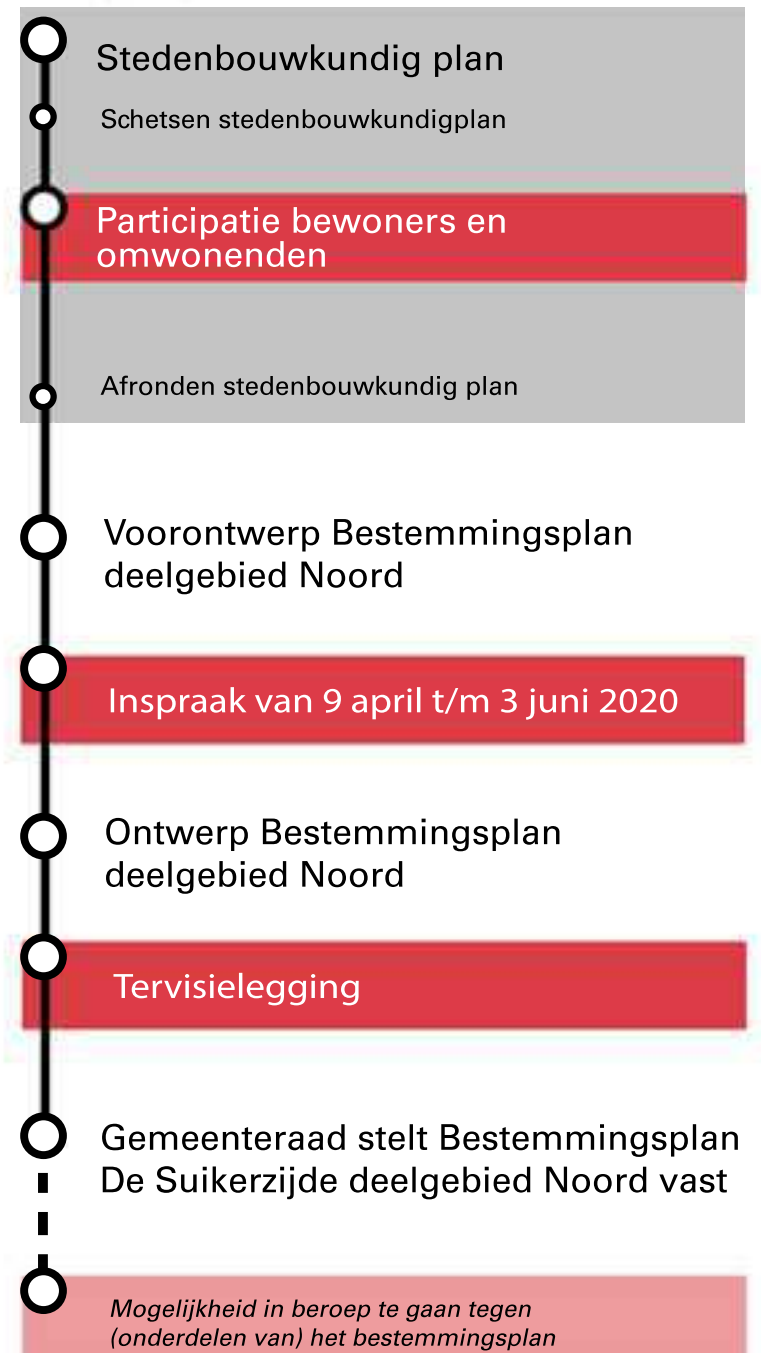 Stedenbouwkundig plan
Schetsen stedenbouwkundigplan
Participatie bewoners en
omwonenden
Afronden stedenbouwkundig plan
Voorontwerp Bestemmingsplan
deelgebied Noord
Inspraak van 9 april t/m 3 juni 2020
Ontwerp Bestemmingsplan
deelgebied Noord
Tervisielegging
Gemeenteraad stelt Bestemmingsplan
De Suikerzijde deelgebied Noord vast
Mogelijkheid in beroep te gaan tegen
(onderdelen van) het bestemmingsplan